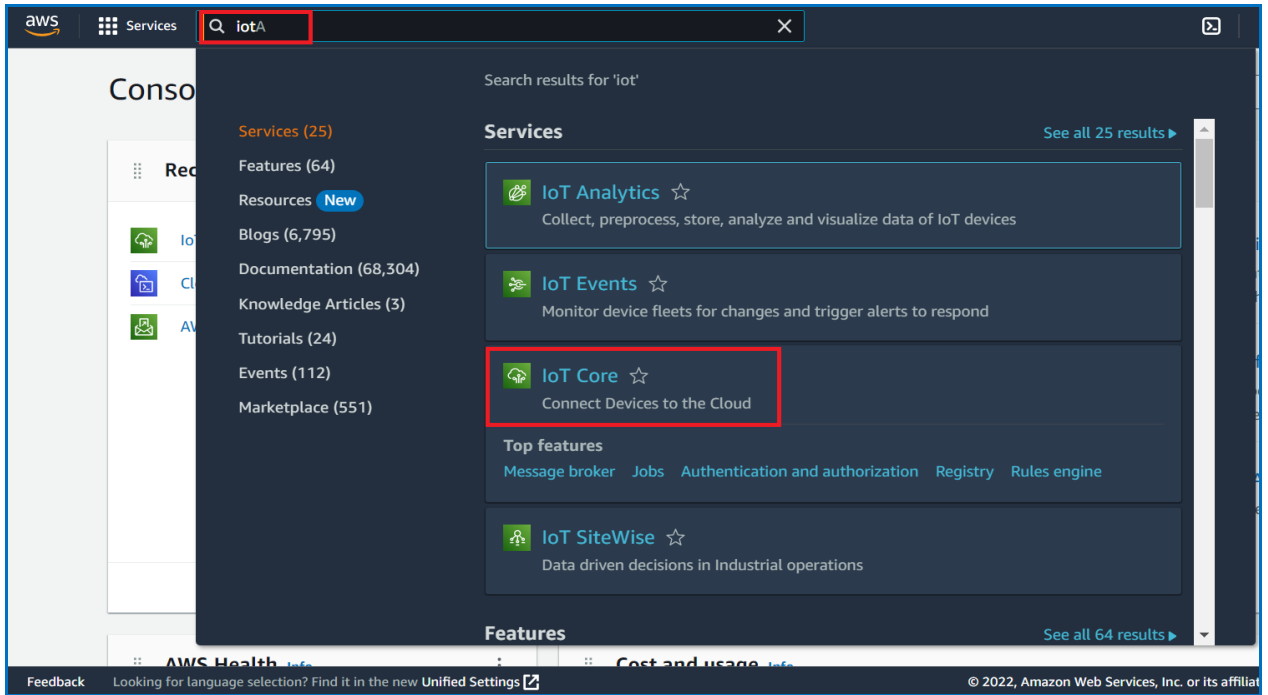 aws
Services
iotA
Search results for 'iot'
Conso
Services (25)
Features (64)
Resources New
Blogs (6,795)
Documentation (68,304)
Knowledge Articles (3)
Tutorials (24)
Events (112)
Marketplace (551)
Rec
Io
Cl
AV
Services
See all 25 results
IoT Analytics
Collect, preprocess, store, analyze and visualize data of IoT devices
IoT Events
Monitor device fleets for changes and trigger alerts to respond
IoT Core
Connect Devices to the Cloud
Top features
Message broker Jobs Authentication and authorization Registry Rules engine
IoT SiteWise
Data driven decisions in Industrial operations
Features
See all 64 results
AWS Health Info
Cost and usage Info
Feedback
Looking for language selection? Find it in the new Unified Settings
© 2022, Amazon Web Services, Inc. or its affiliat